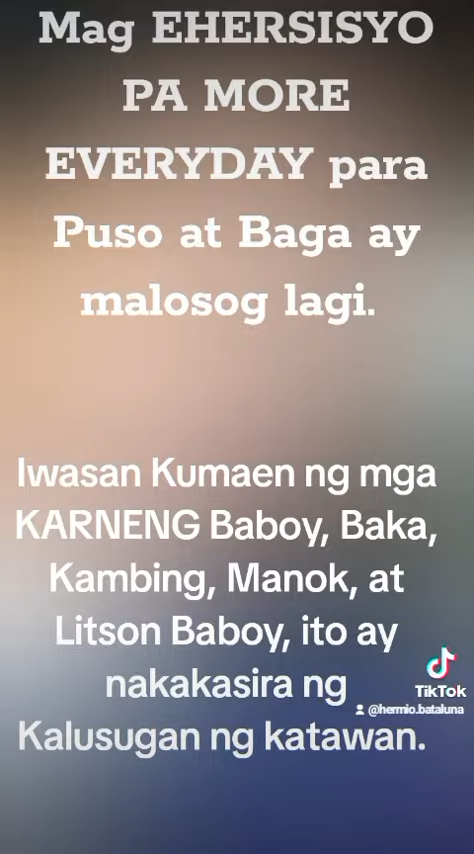 Mag EHERSISYO
PA MORE
EVERYDAY para
Puso at Baga ay
malosog lagi.
Iwasan Kumaen ng mga
KARNENG Baboy, Baka,
Kambing, Manok, at
Litson Baboy, ito ay
nakakasira ng
Kalusugan ng katawan.
TikTok
@hermio.bataluna